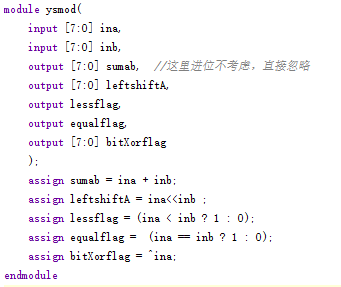 module ysmod(
    input [7:0] ina,
    input [7:0] inb,
    output [7:0] sumab,  //这里进位不考虑，直接忽略
    output [7:0] leftshiftA,
    output lessflag,
    output equalflag,
    output [7:0] bitXorflag
    );
    assign sumab = ina + inb;
    assign leftshiftA = ina<<inb ;
    assign lessflag = (ina < inb ? 1 : 0);
    assign equalflag =  (ina == inb ? 1 : 0);
    assign bitXorflag = ^ina;
endmodule